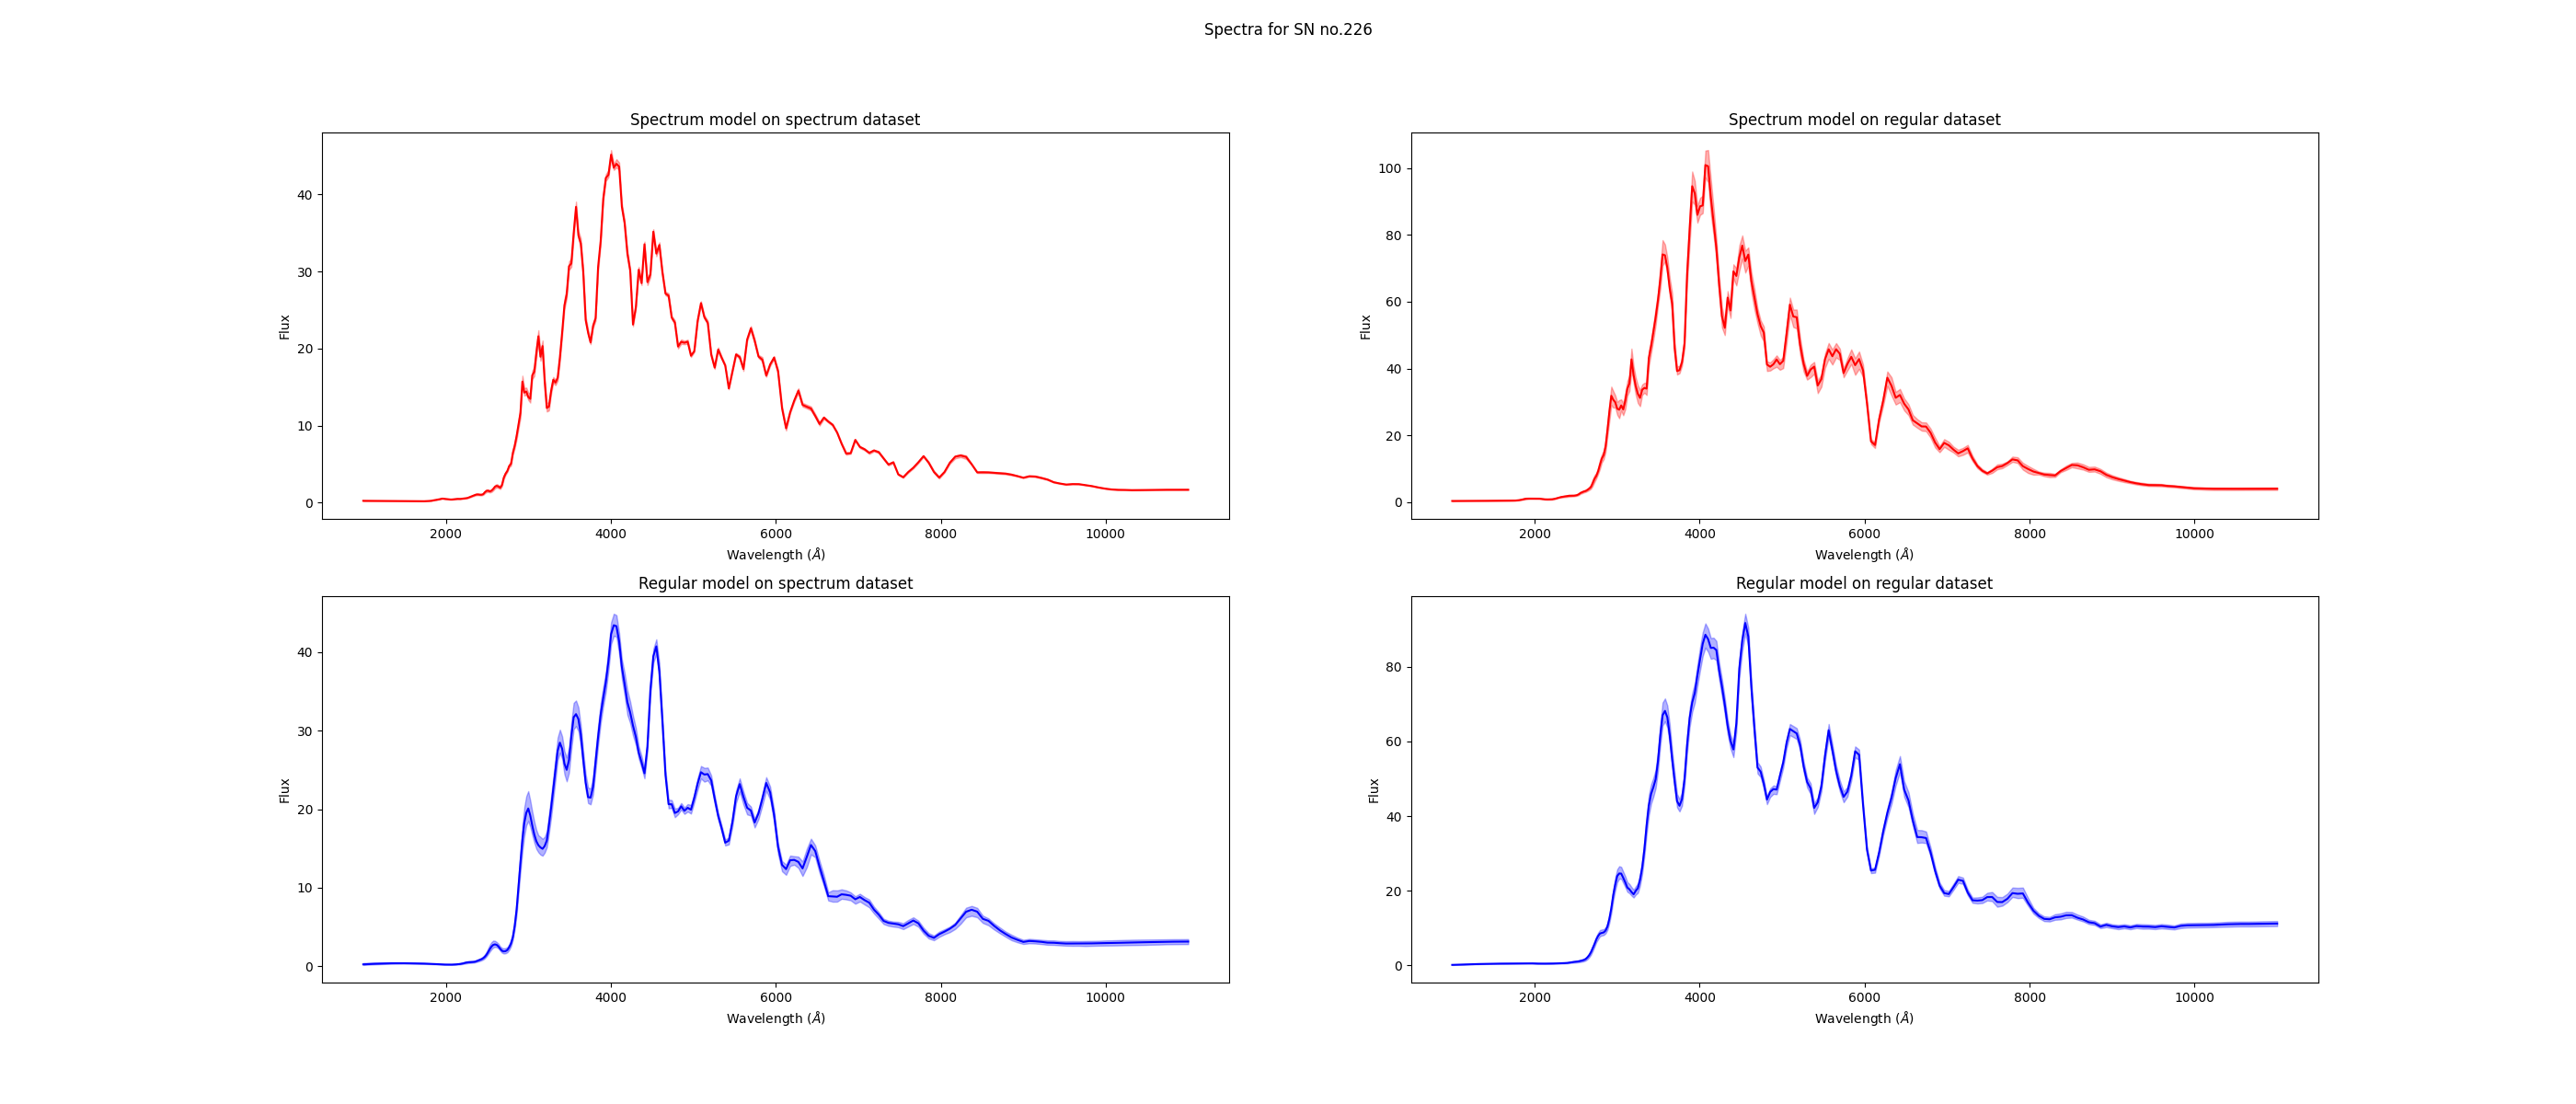 Spectra for SN no.226
Spectrum model on spectrum dataset
Flux
40
30
20
10
0
2000 4000 6000 8000 10000
Wavelength (Å)
Spectrum model on regular dataset
Flux
100
80
60
40
20
0
2000 4000 6000 8000 10000
Wavelength (Å)
Regular model on spectrum dataset
Flux
40
30
20
10
0
2000 4000 6000 8000 10000
Wavelength (Å)
Regular model on regular dataset
Flux
80
60
40
20
0
2000 4000 6000 8000 10000
Wavelength (Å)